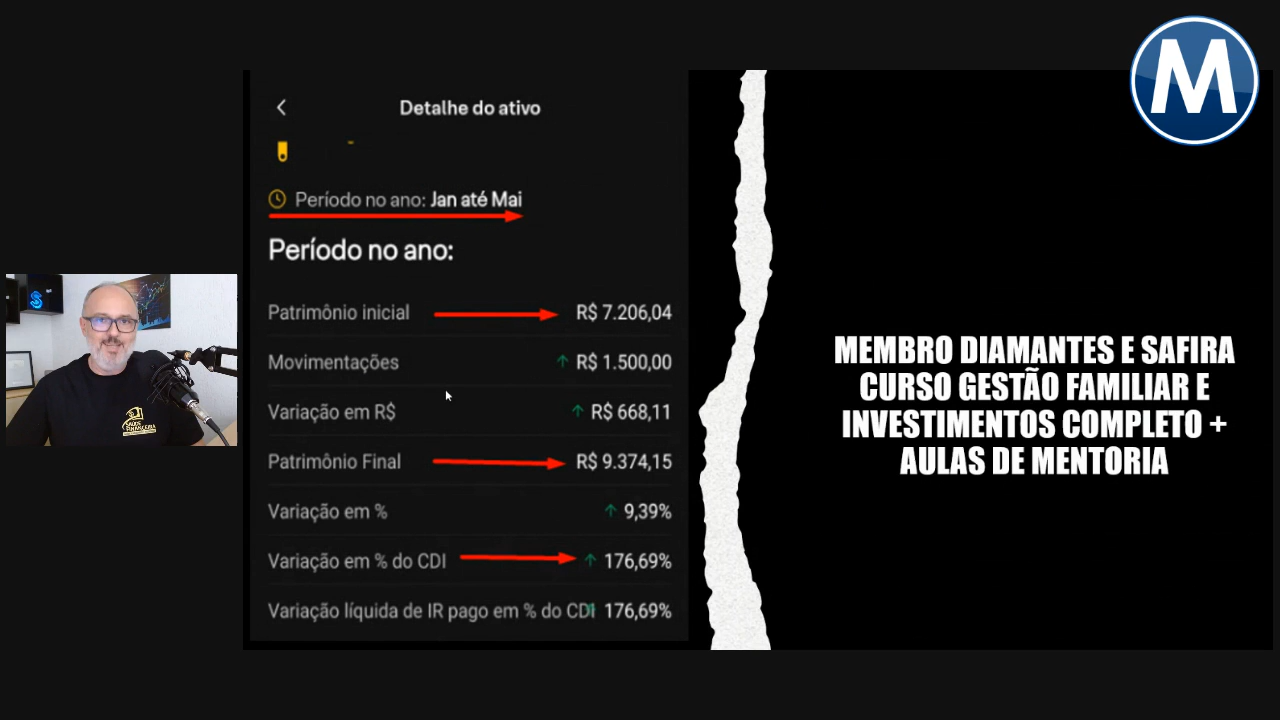 M
Detalhe do ativo
Período no ano: Jan até Mai
Período no ano:
Patrimônio inicial R$ 7.206,04
Movimentações R$ 1.500,00
Variação em R$ R$ 668,11
Patrimônio Final R$ 9.374,15
Variação em % 9,39%
Variação em % do CDI 176,69%
Variação líquida de IR pago em % do CDI 176,69%
MEMBRO DIAMANTES E SAFIRA
CURSO GESTÃO FAMILIAR E
INVESTIMENTOS COMPLETO +
AULAS DE MENTORIA
SAÚDE
FINANCEIRA